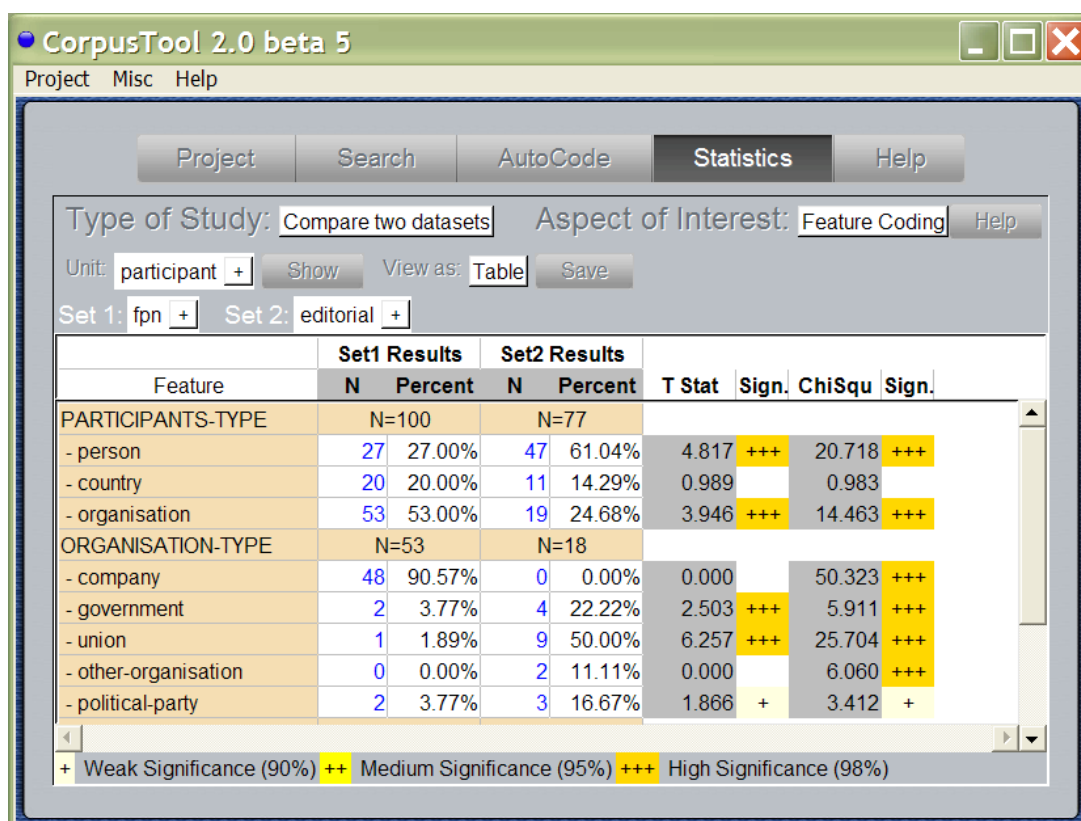 CorpusTool 2.0 beta 5
Project Misc Help
Project Search AutoCode Statistics Help
Type of Study: Compare two datasets Aspect of Interest: Feature Coding Help
Unit: participant + Show View as: Table Save
Set 1: fpn + Set 2: editorial +
Set1 Results Set2 Results
Feature N Percent N Percent T Stat Sign. ChiSqu Sign.
PARTICIPANTS-TYPE N=100 N=77
- person 27 27.00% 47 61.04% 4.817 +++ 20.718 +++
- country 20 20.00% 11 14.29% 0.989 0.983
- organisation 53 53.00% 19 24.68% 3.946 +++ 14.463 +++
ORGANISATION-TYPE N=53 N=18
- company 48 90.57% 0 0.00% 0.000 50.323 +++
- government 2 3.77% 4 22.22% 2.503 +++ 5.911 +++
- union 1 1.89% 9 50.00% 6.257 +++ 25.704 +++
- other-organisation 0 0.00% 2 11.11% 0.000 6.060 +++
- political-party 2 3.77% 3 16.67% 1.866 + 3.412 +
+ Weak Significance (90%) ++ Medium Significance (95%) +++ High Significance (98%)